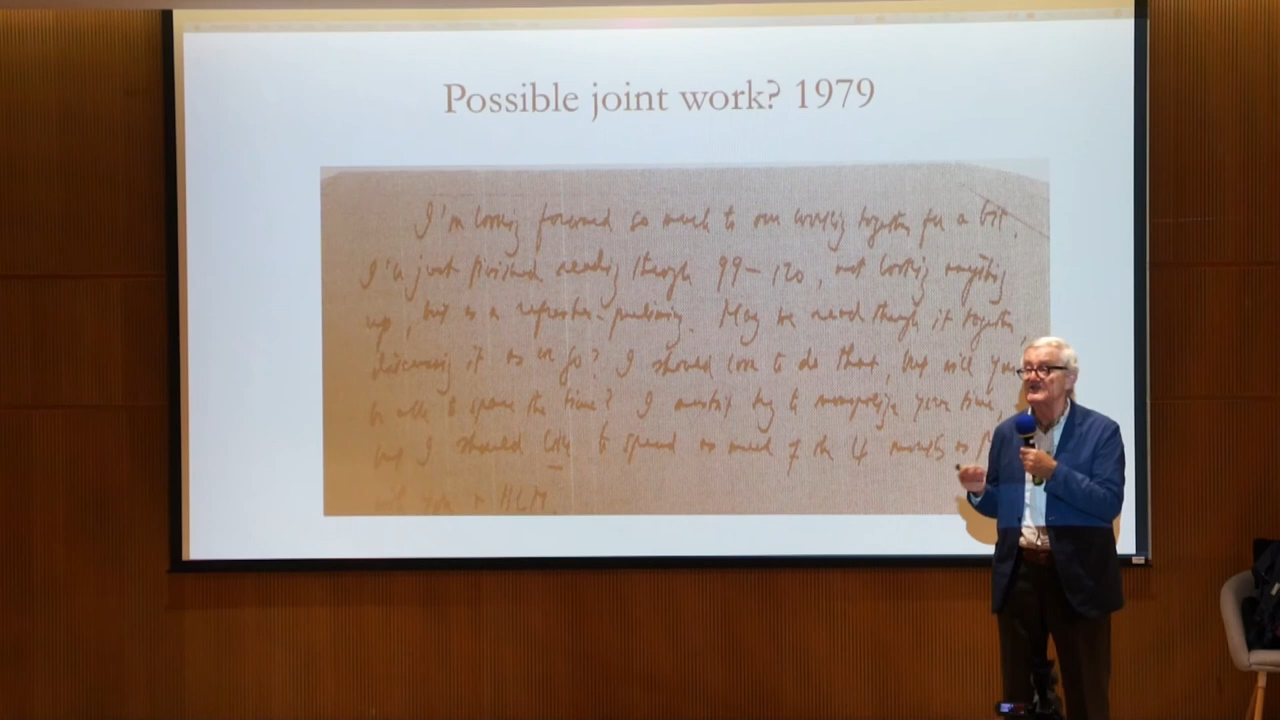 Possible joint work? 1979
I'm looking forward so much to our working together for a bit.
I've just finished reading through 99–120, not looking anything
up, but as a refresher-preliminary. May we read through it together,
discussing it as we go? I should love to do that, but will you
be able to spare the time? I mustn't try to monopolize your time,
but I should like to spend as much of the 4 months as
with you + HLM.